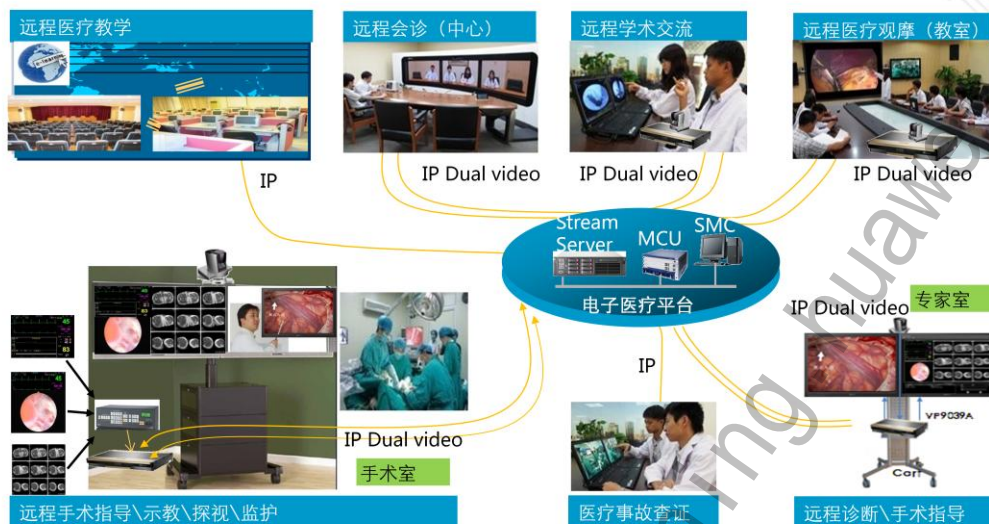 远程医疗教学
远程会诊（中心）
远程学术交流
远程医疗观摩（教室）
IP
IP Dual video
IP Dual video
IP Dual video
Stream
Server
MCU
SMC
电子医疗平台
IP Dual video
专家室
IP
VP9039A
Cart
IP Dual video
手术室
远程手术指导\示教\探视\监护
医疗事故查证
远程诊断\手术指导